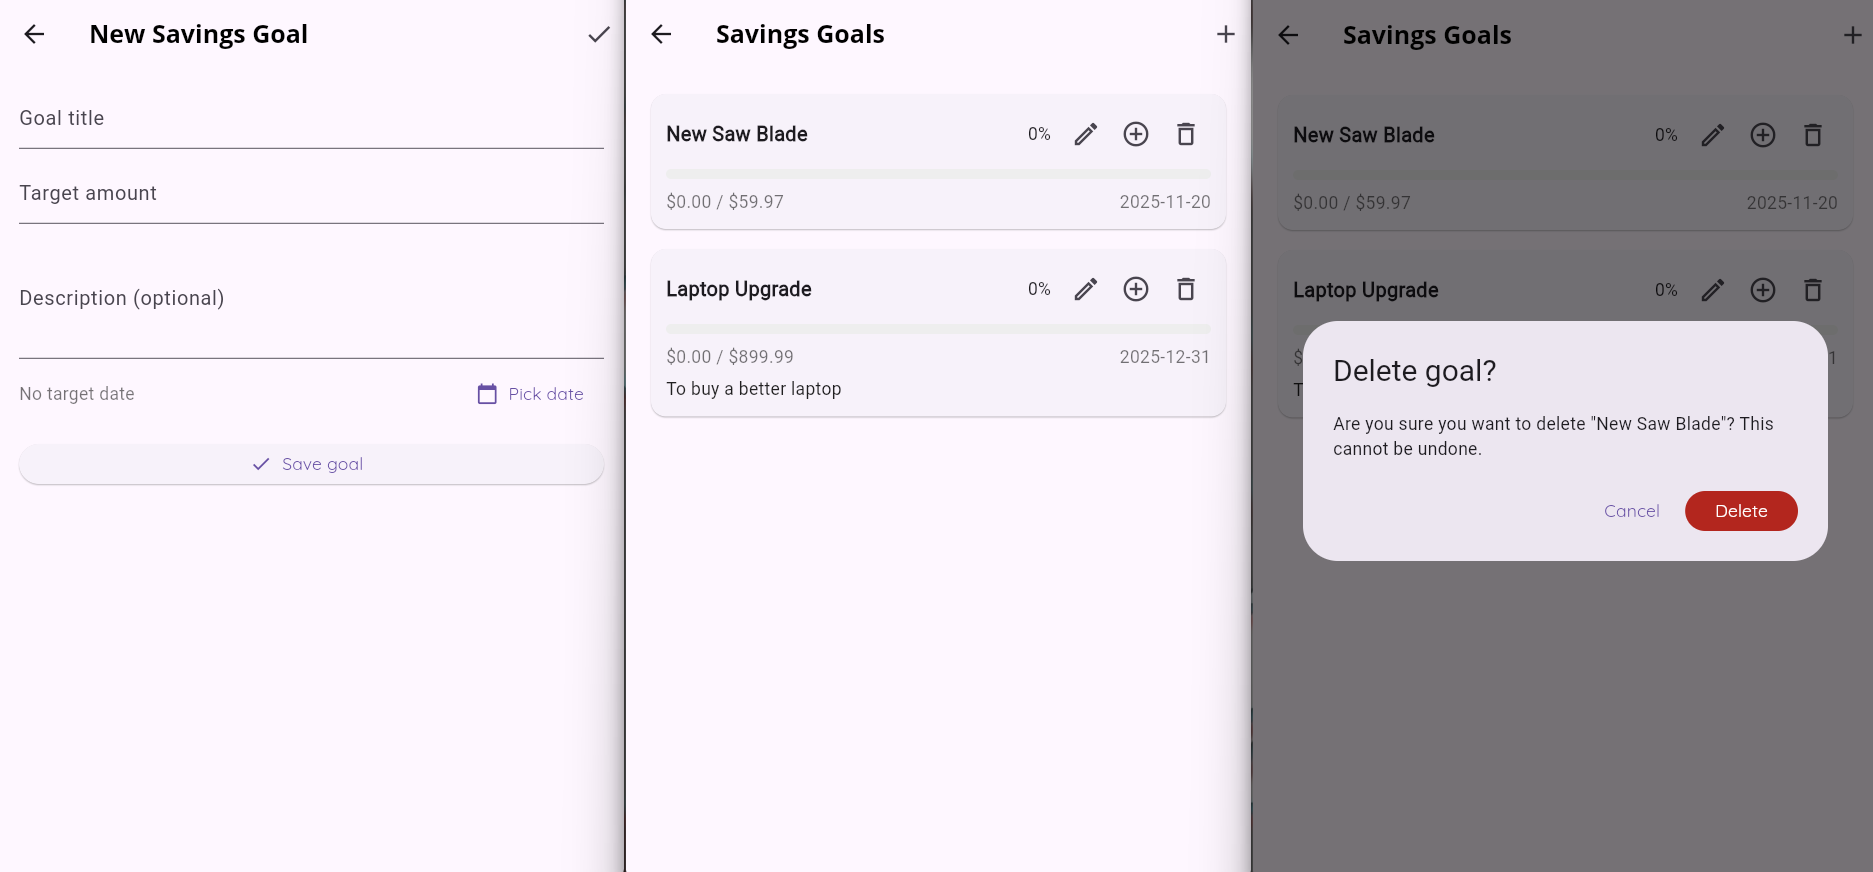 New Savings Goal
Goal title
Target amount
Description (optional)
No target date
Pick date
Save goal
Savings Goals
New Saw Blade
0%
$0.00 / $59.97
2025-11-20
Laptop Upgrade
0%
$0.00 / $899.99
2025-12-31
To buy a better laptop
Savings Goals
New Saw Blade
0%
$0.00 / $59.97
2025-11-20
Laptop Upgrade
0%
$
1
T
Delete goal?
Are you sure you want to delete "New Saw Blade"? This
cannot be undone.
Cancel
Delete